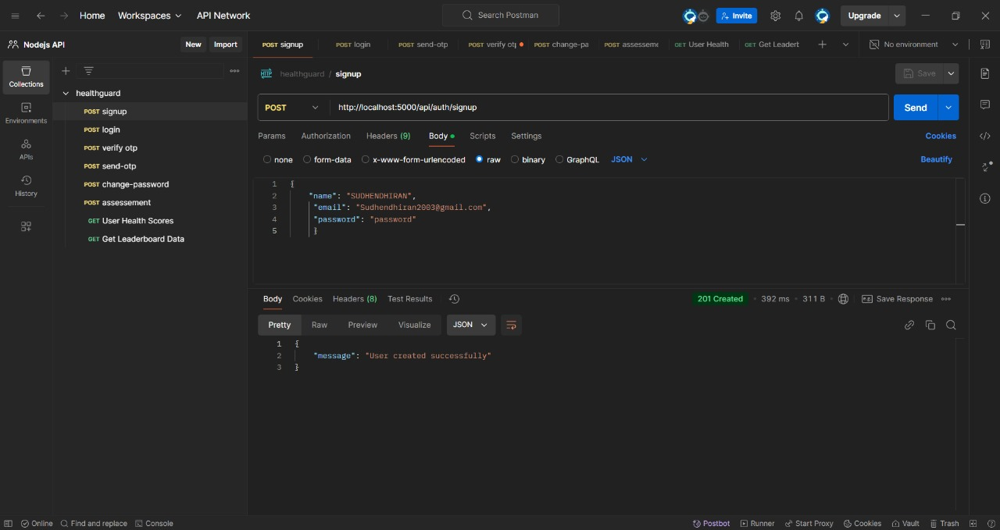 Home Workspaces API Network Search Postman Invite Upgrade
Nodejs API New Import POST signup POST login POST send-otp POST verify otp POST change-pa POST assesseme GET User Health GET Get Leadert No environment
Collections
healthguard / signup Save
healthguard
POST signup
POST http://localhost:5000/api/auth/signup Send
Environments
POST login
POST verify otp
Params Authorization Headers (9) Body Scripts Settings Cookies
APIs
POST send-otp
none form-data x-www-form-urlencoded raw binary GraphQL JSON Beautify
History
POST change-password
POST assessement
GET User Health Scores
GET Get Leaderboard Data
1 {
2 "name": "SUDHENDHIRAN",
3 "email": "Sudhendhiran2003@gmail.com",
4 "password": "password"
5 }
Body Cookies Headers (8) Test Results 201 Created 392 ms 311 B Save Response
Pretty Raw Preview Visualize JSON
1 {
2 "message": "User created successfully"
3 }
Online Find and replace Console Postbot Runner Start Proxy Cookies Vault Trash